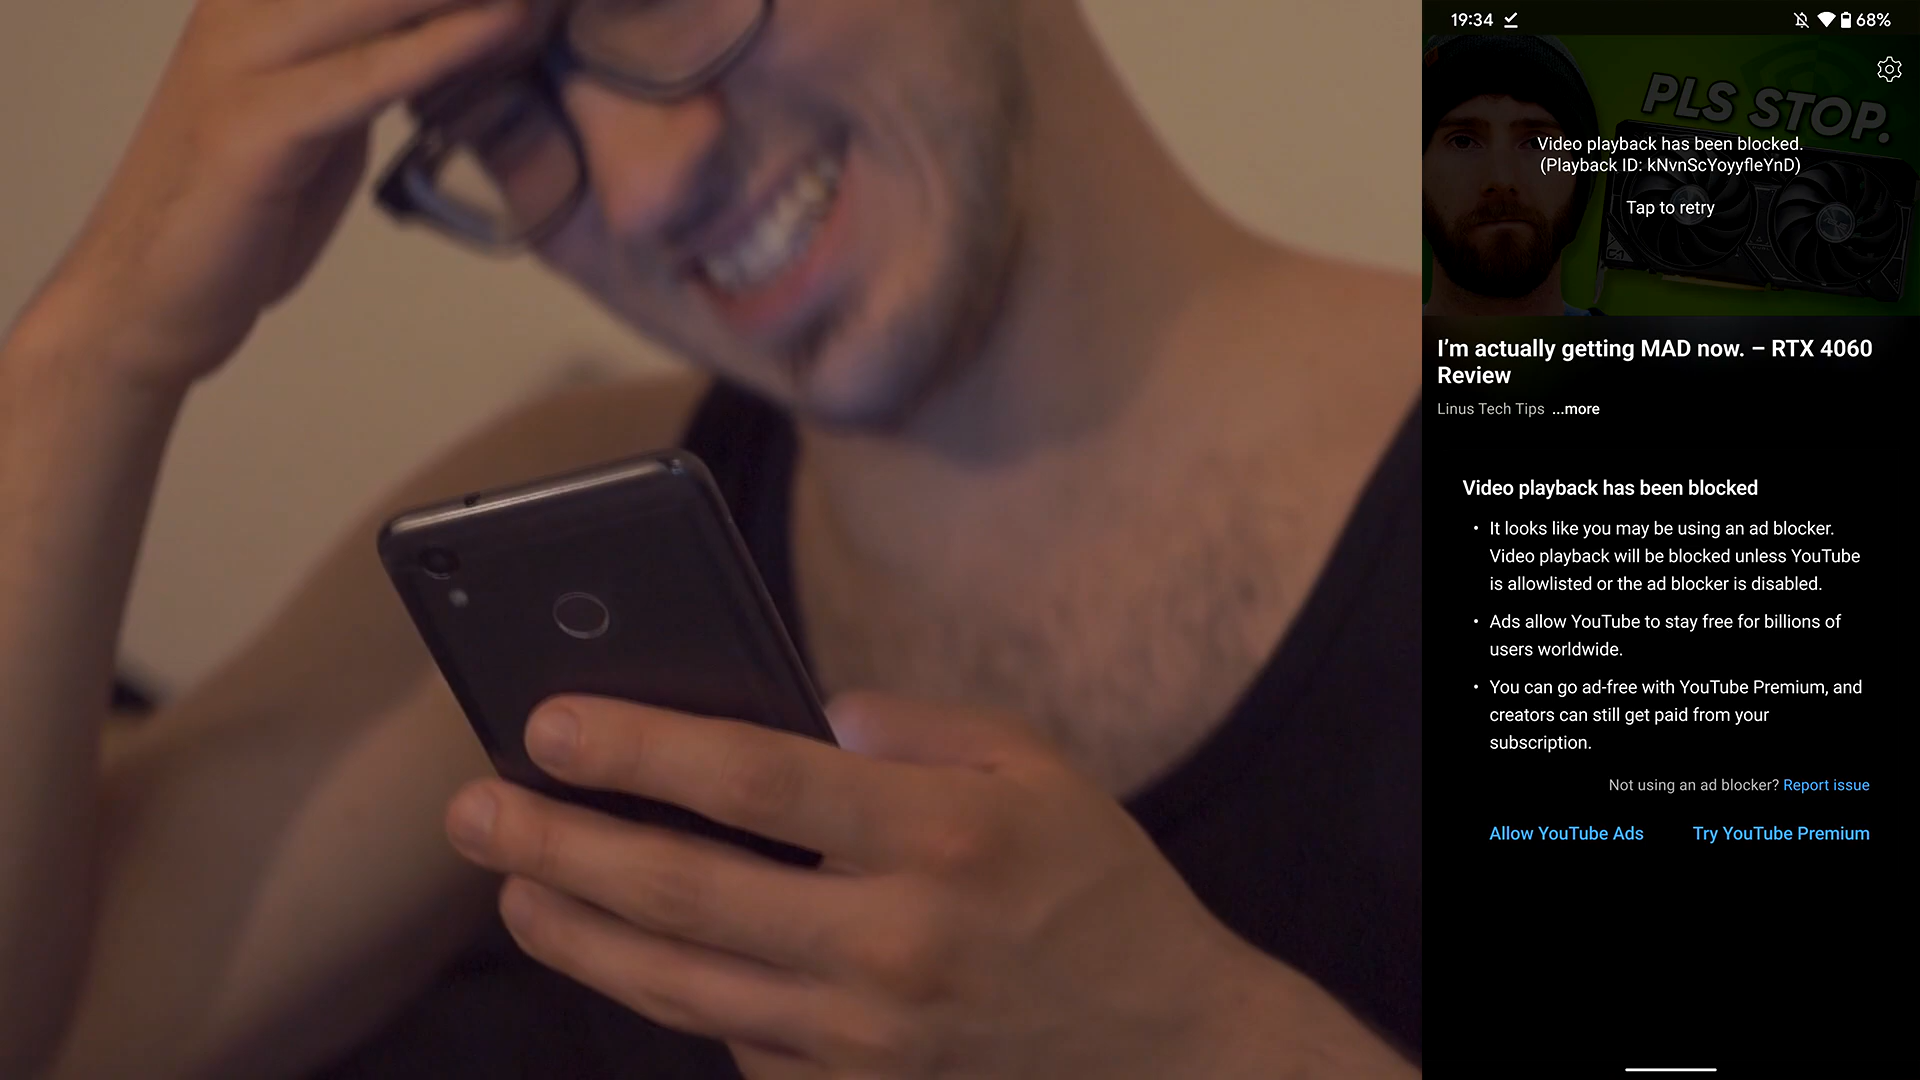 19:34
68%
PLS STOP.
Video playback has been blocked.
(Playback ID: kNvnScYoyyfleYnD)
Tap to retry
I’m actually getting MAD now. – RTX 4060
Review
Linus Tech Tips ...more
Video playback has been blocked
• It looks like you may be using an ad blocker.
Video playback will be blocked unless YouTube
is allowlisted or the ad blocker is disabled.
• Ads allow YouTube to stay free for billions of
users worldwide.
• You can go ad-free with YouTube Premium, and
creators can still get paid from your
subscription.
Not using an ad blocker? Report issue
Allow YouTube Ads
Try YouTube Premium